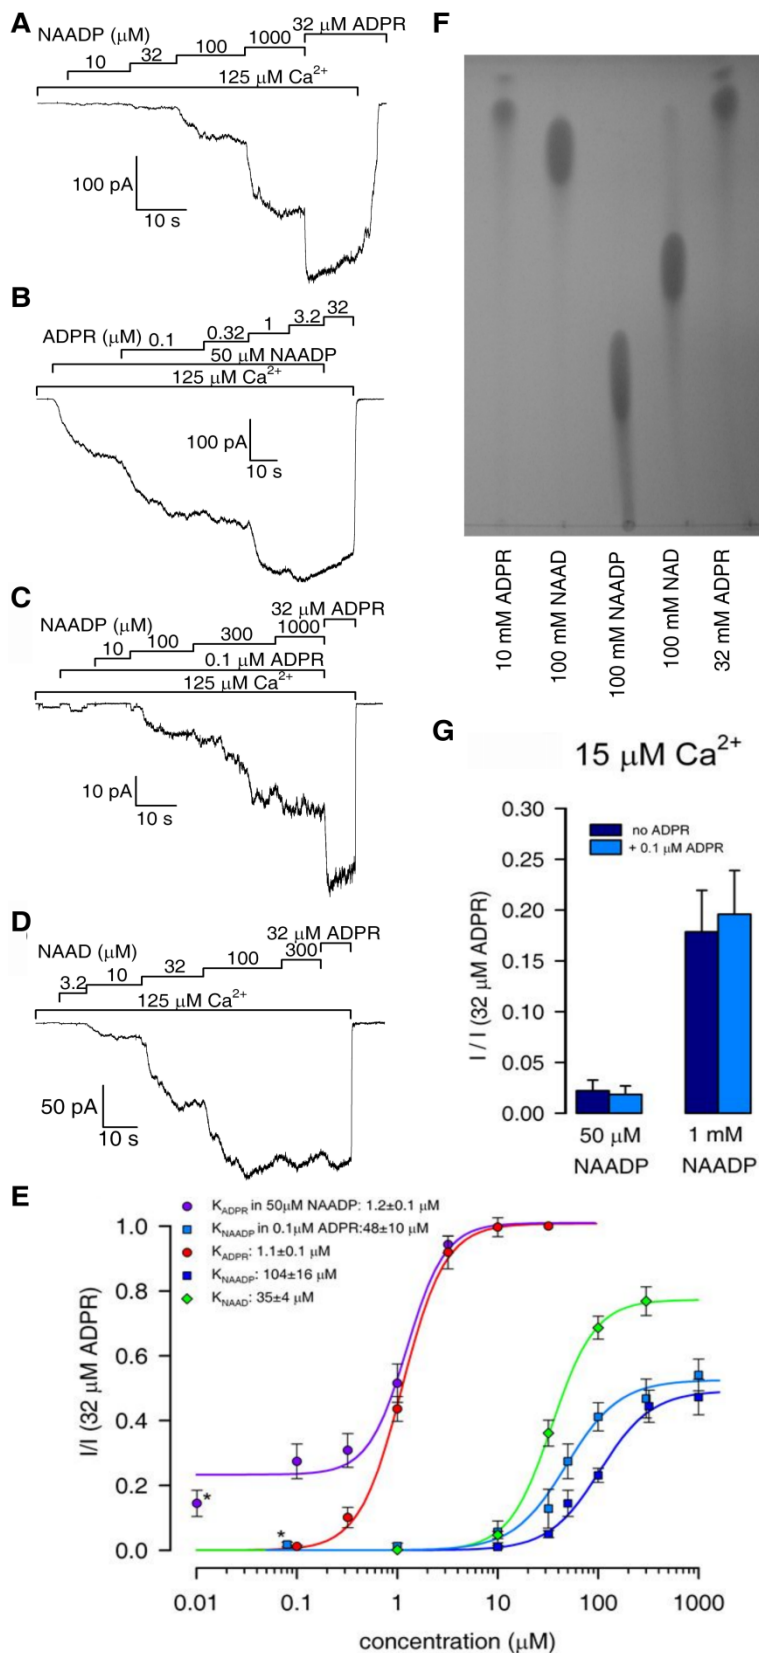 A
NAADP (μM)
10
32
100
1000
32 μM ADPR
125 μM Ca²⁺
100 pA
10 s
B
ADPR (μM)
0.1
0.32
1
3.2
32
50 μM NAADP
125 μM Ca²⁺
100 pA
10 s
C
NAADP (μM)
10
100
300
1000
32 μM ADPR
0.1 μM ADPR
125 μM Ca²⁺
10 pA
10 s
D
NAAD (μM)
3.2
10
32
100
300
32 μM ADPR
125 μM Ca²⁺
50 pA
10 s
E
K_ADPR in 50μM NAADP: 1.2±0.1 μM
K_NAADP in 0.1μM ADPR:48±10 μM
K_ADPR: 1.1±0.1 μM
K_NAADP: 104±16 μM
K_NAAD: 35±4 μM
I/I (32 μM ADPR)
1.0
0.8
0.6
0.4
0.2
0.0
*
*
0.01
0.1
1
10
100
1000
concentration (μM)
F
10 mM ADPR
100 mM NAAD
100 mM NAADP
100 mM NAD
32 mM ADPR
G
15 μM Ca²⁺
no ADPR
+ 0.1 μM ADPR
I / I (32 μM ADPR)
0.30
0.25
0.20
0.15
0.10
0.05
0.00
50 μM
NAADP
1 mM
NAADP